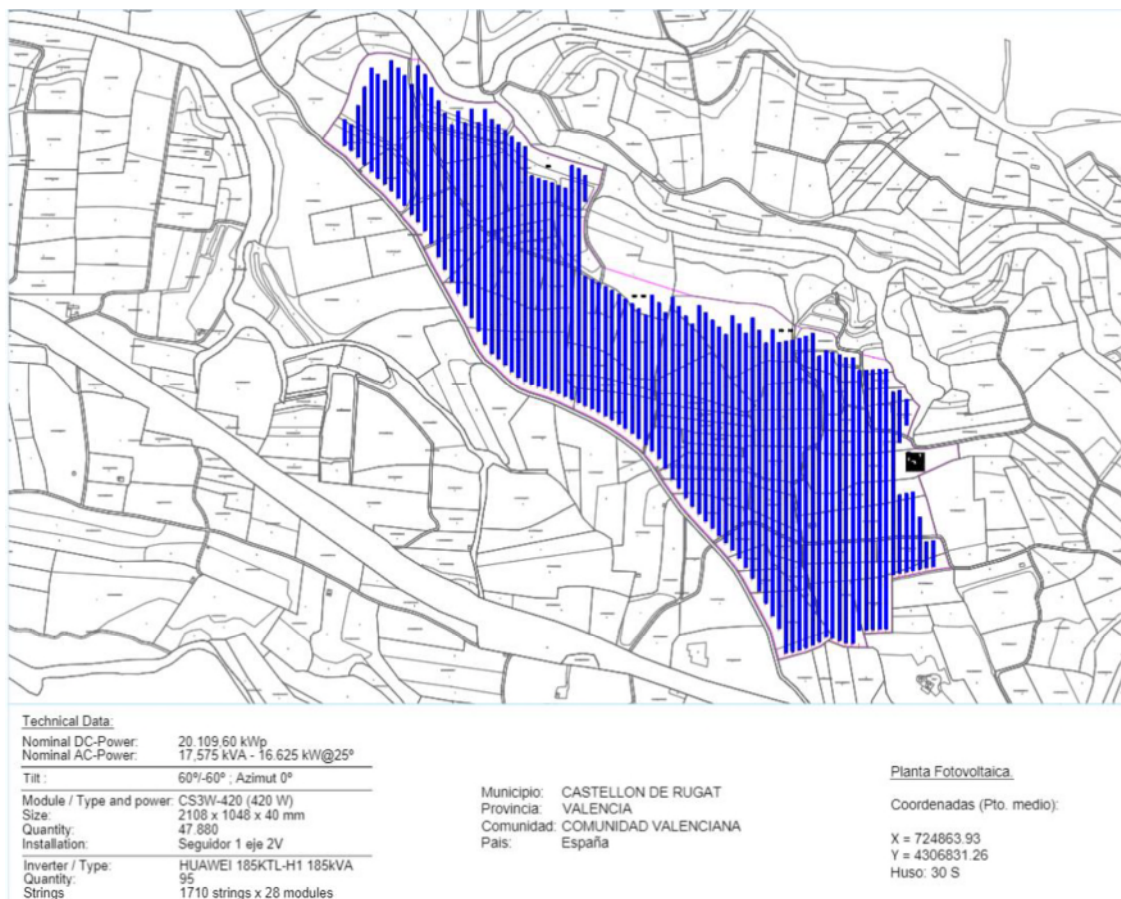 Technical Data:
Nominal DC-Power: 20.109,60 kWp
Nominal AC-Power: 17,575 kVA - 16.625 kW@25º
Tilt : 60º/-60º ; Azimut 0º
Module / Type and power: CS3W-420 (420 W)
Size: 2108 x 1048 x 40 mm
Quantity: 47.880
Installation: Seguidor 1 eje 2V
Inverter / Type: HUAWEI 185KTL-H1 185kVA
Quantity: 95
Strings 1710 strings x 28 modules
Municipio: CASTELLON DE RUGAT
Provincia: VALENCIA
Comunidad: COMUNIDAD VALENCIANA
Pais: España
Planta Fotovoltaica.
Coordenadas (Pto. medio):
X = 724863.93
Y = 4306831.26
Huso: 30 S